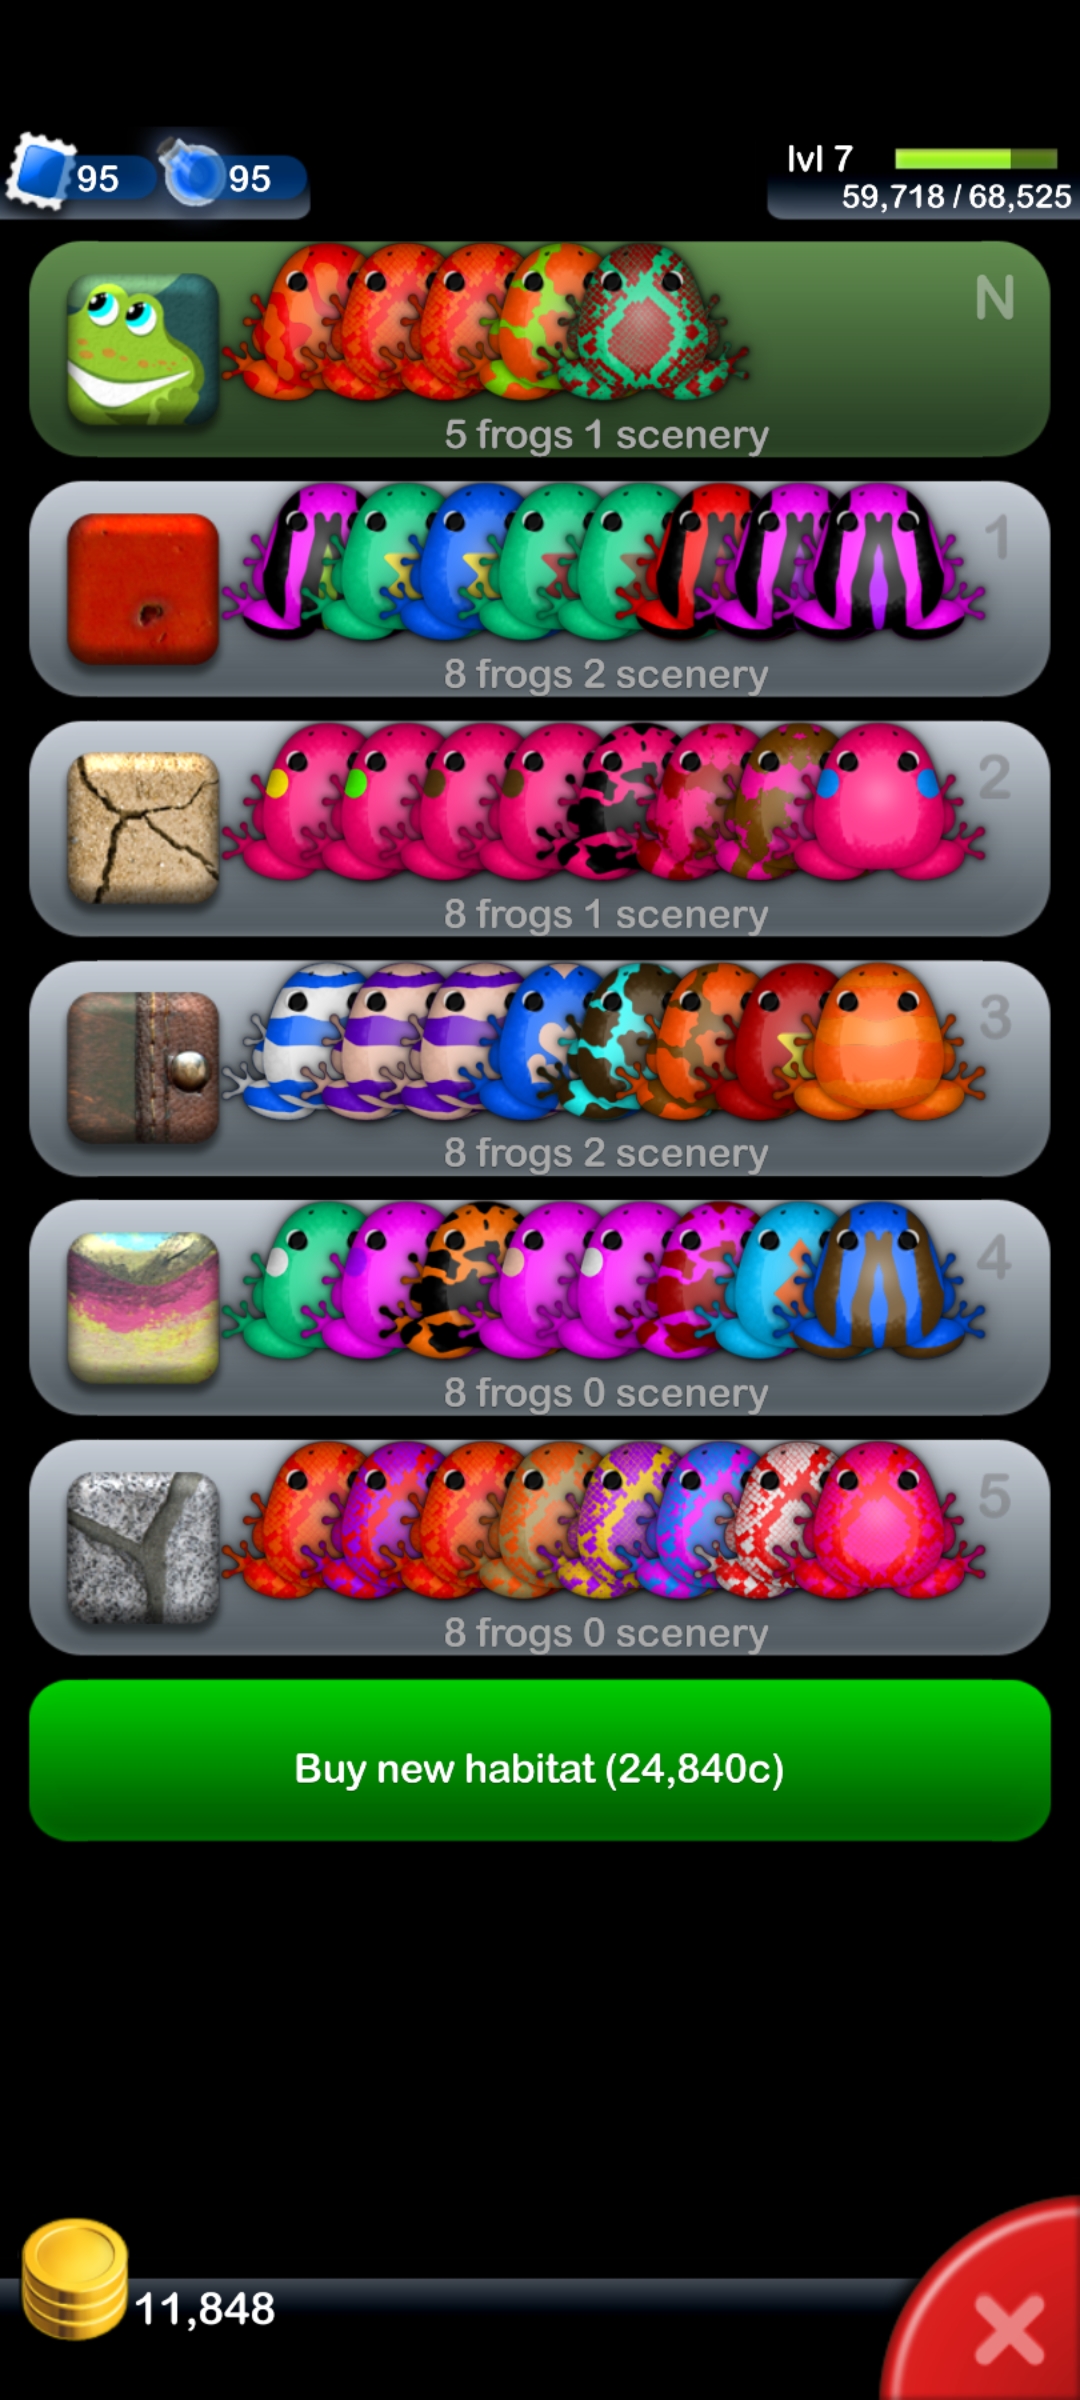 95
95
lvl 7
59,718 / 68,525
N
5 frogs 1 scenery
1
8 frogs 2 scenery
2
8 frogs 1 scenery
3
8 frogs 2 scenery
4
8 frogs 0 scenery
5
8 frogs 0 scenery
Buy new habitat (24,840c)
11,848